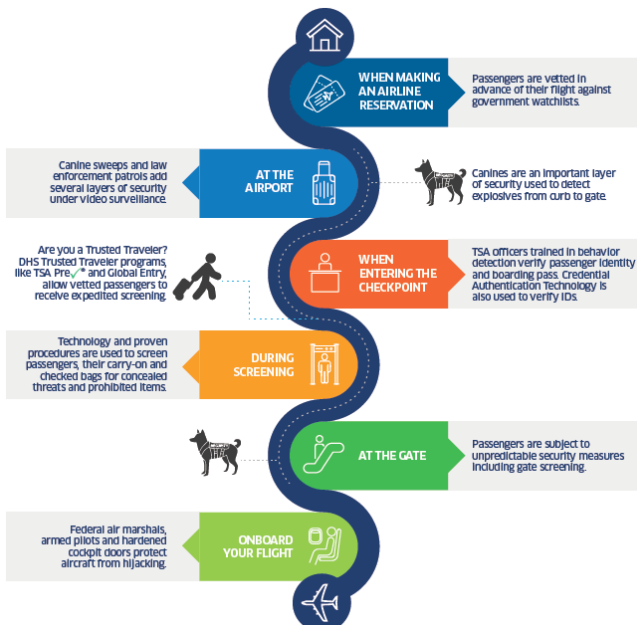 WHEN MAKING
AN AIRLINE
RESERVATION
Passengers are vetted in
advance of their flight against
government watchlists.
Canine sweeps and law
enforcement patrols add
several layers of security
under video surveillance.
AT THE
AIRPORT
Canines are an important layer
of security used to detect
explosives from curb to gate.
Are you a Trusted Traveler?
DHS Trusted Traveler programs,
like TSA Pre✓® and Global Entry,
allow vetted passengers to
receive expedited screening.
WHEN
ENTERING THE
CHECKPOINT
TSA officers trained in behavior
detection verify passenger identity
and boarding pass. Credential
Authentication Technology is
also used to verify IDs.
Technology and proven
procedures are used to screen
passengers, their carry-on and
checked bags for concealed
threats and prohibited items.
DURING
SCREENING
AT THE GATE
Passengers are subject to
unpredictable security measures
including gate screening.
Federal air marshals,
armed pilots and hardened
cockpit doors protect
aircraft from hijacking.
ONBOARD
YOUR FLIGHT